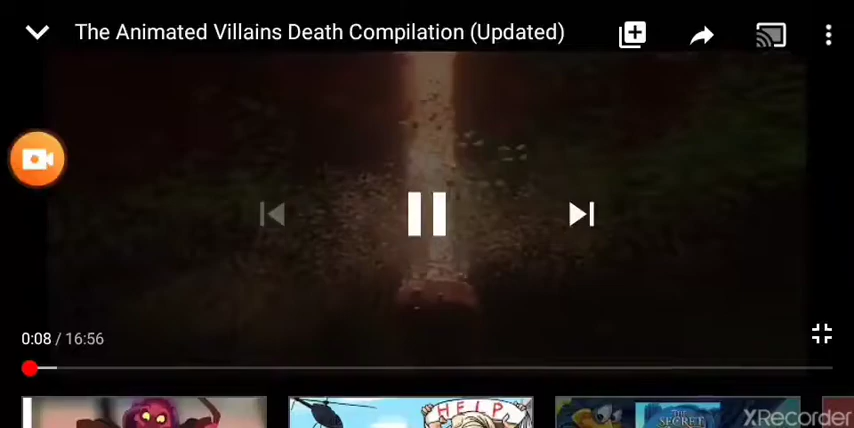 The Animated Villains Death Compilation (Updated)
0:08 / 16:56
HELP
THE
SECRET
XRecorder